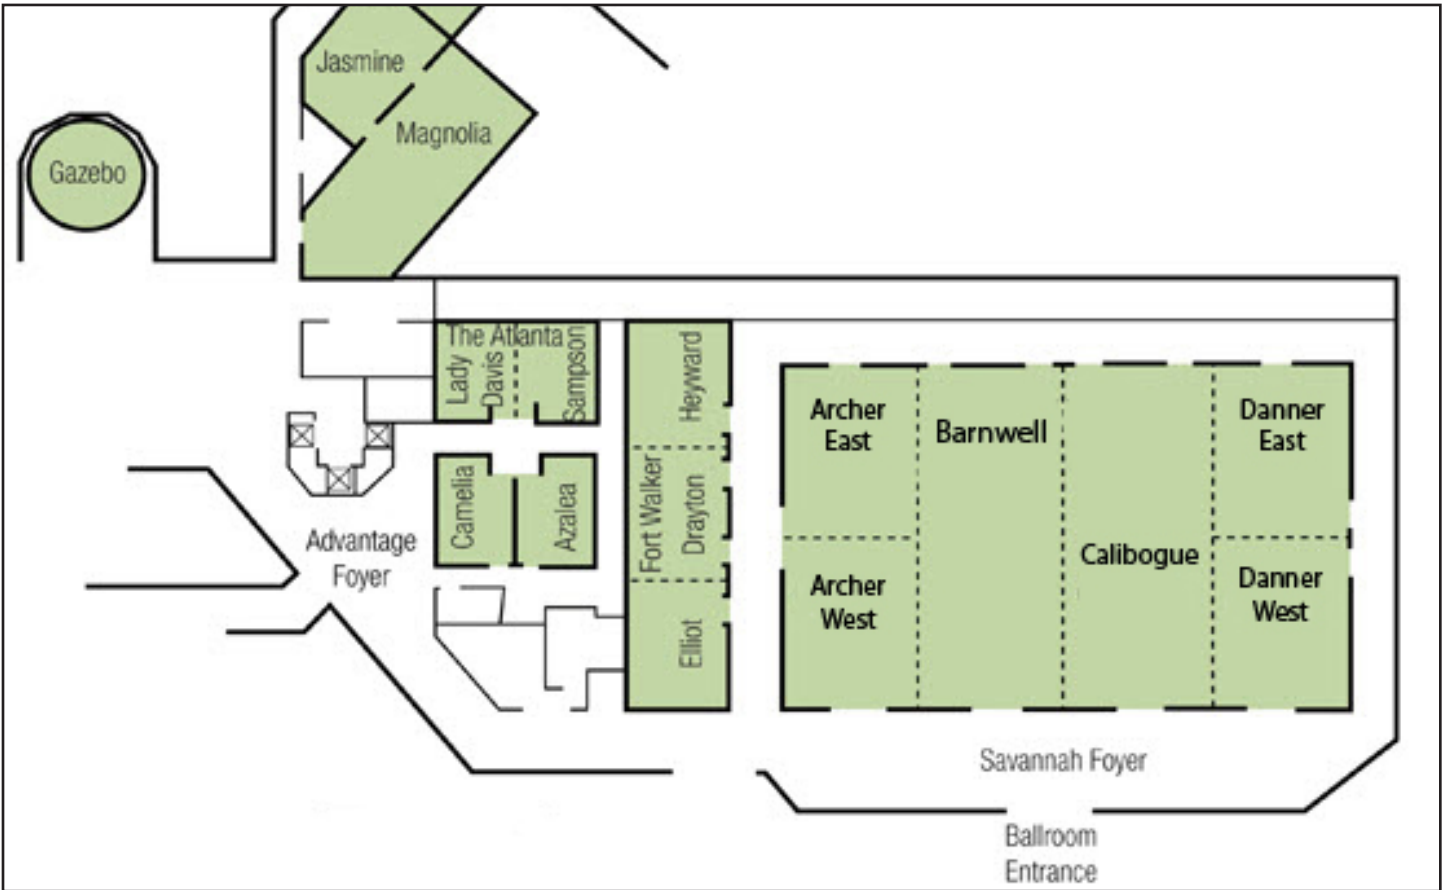 Jasmine
Magnolia
Gazebo
The Atlanta
Lady
Davis
Sampson
Heyward
Camelia
Azalea
Fort Walker
Drayton
Elliot
Advantage
Foyer
Archer
East
Barnwell
Danner
East
Archer
West
Calibogue
Danner
West
Savannah Foyer
Ballroom
Entrance